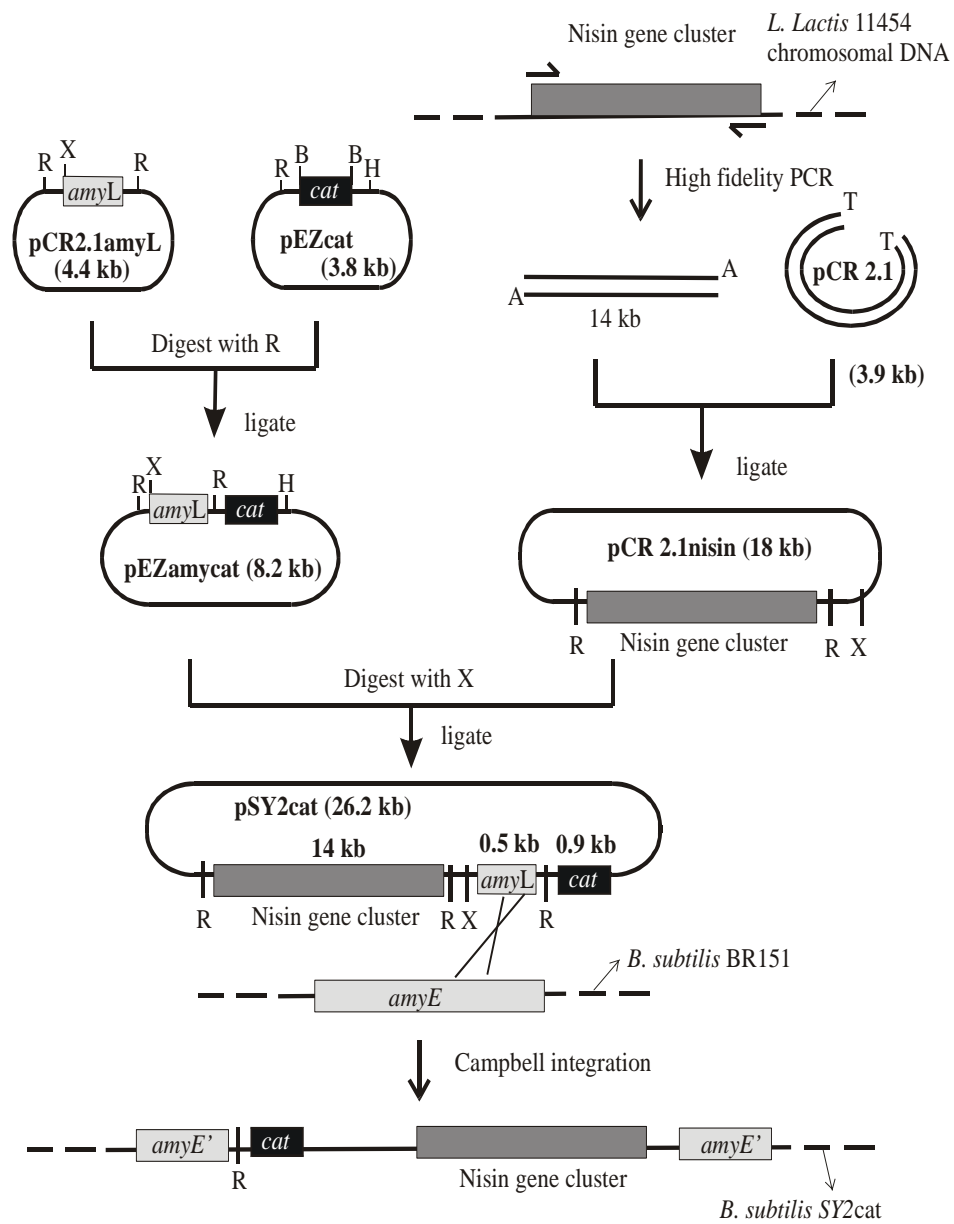 Nisin gene cluster
L. Lactis 11454
chromosomal DNA
High fidelity PCR
R X R
amyL
pCR2.1amyL
(4.4 kb)
R B B H
cat
pEZcat
(3.8 kb)
A
A
14 kb
T
T
pCR 2.1
(3.9 kb)
Digest with R
ligate
ligate
R X R H
amyL cat
pEZamycat (8.2 kb)
pCR 2.1nisin (18 kb)
R Nisin gene cluster R X
Digest with X
ligate
pSY2cat (26.2 kb)
14 kb 0.5 kb 0.9 kb
amyL cat
R Nisin gene cluster R X R
B. subtilis BR151
amyE
Campbell integration
amyE’ cat amyE’
R Nisin gene cluster
B. subtilis SY2cat